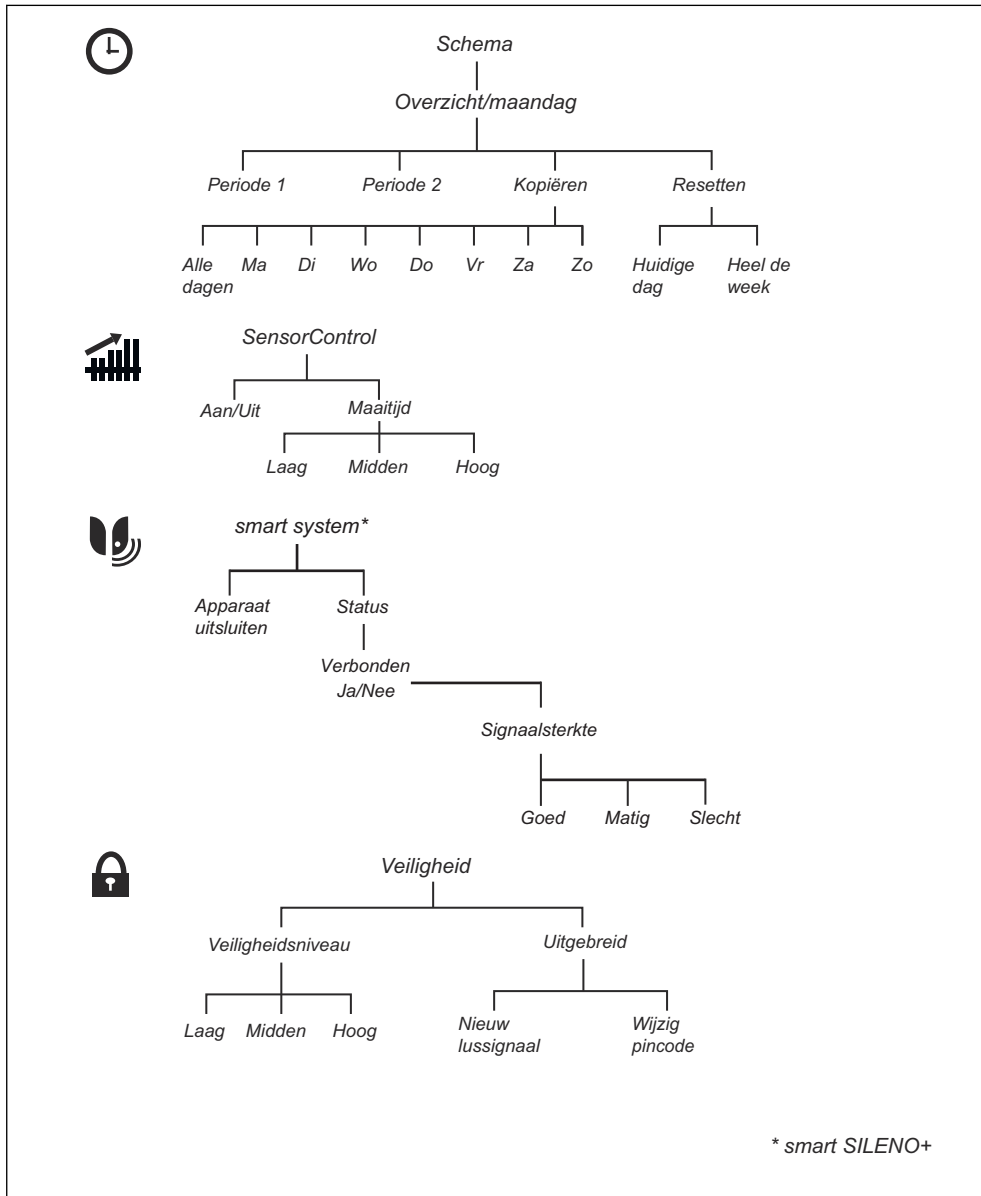 Schema
Overzicht/maandag
Periode 1 Periode 2 Kopiëren Resetten
Alle dagen Ma Di Wo Do Vr Za Zo Huidige dag Heel de week
SensorControl
Aan/Uit Maaitijd
Laag Midden Hoog
smart system*
Apparaat uitsluiten Status
Verbonden
Ja/Nee
Signaalsterkte
Goed Matig Slecht
Veiligheid
Veiligheidsniveau Uitgebreid
Laag Midden Hoog Nieuw lussignaal Wijzig pincode
* smart SILENO+